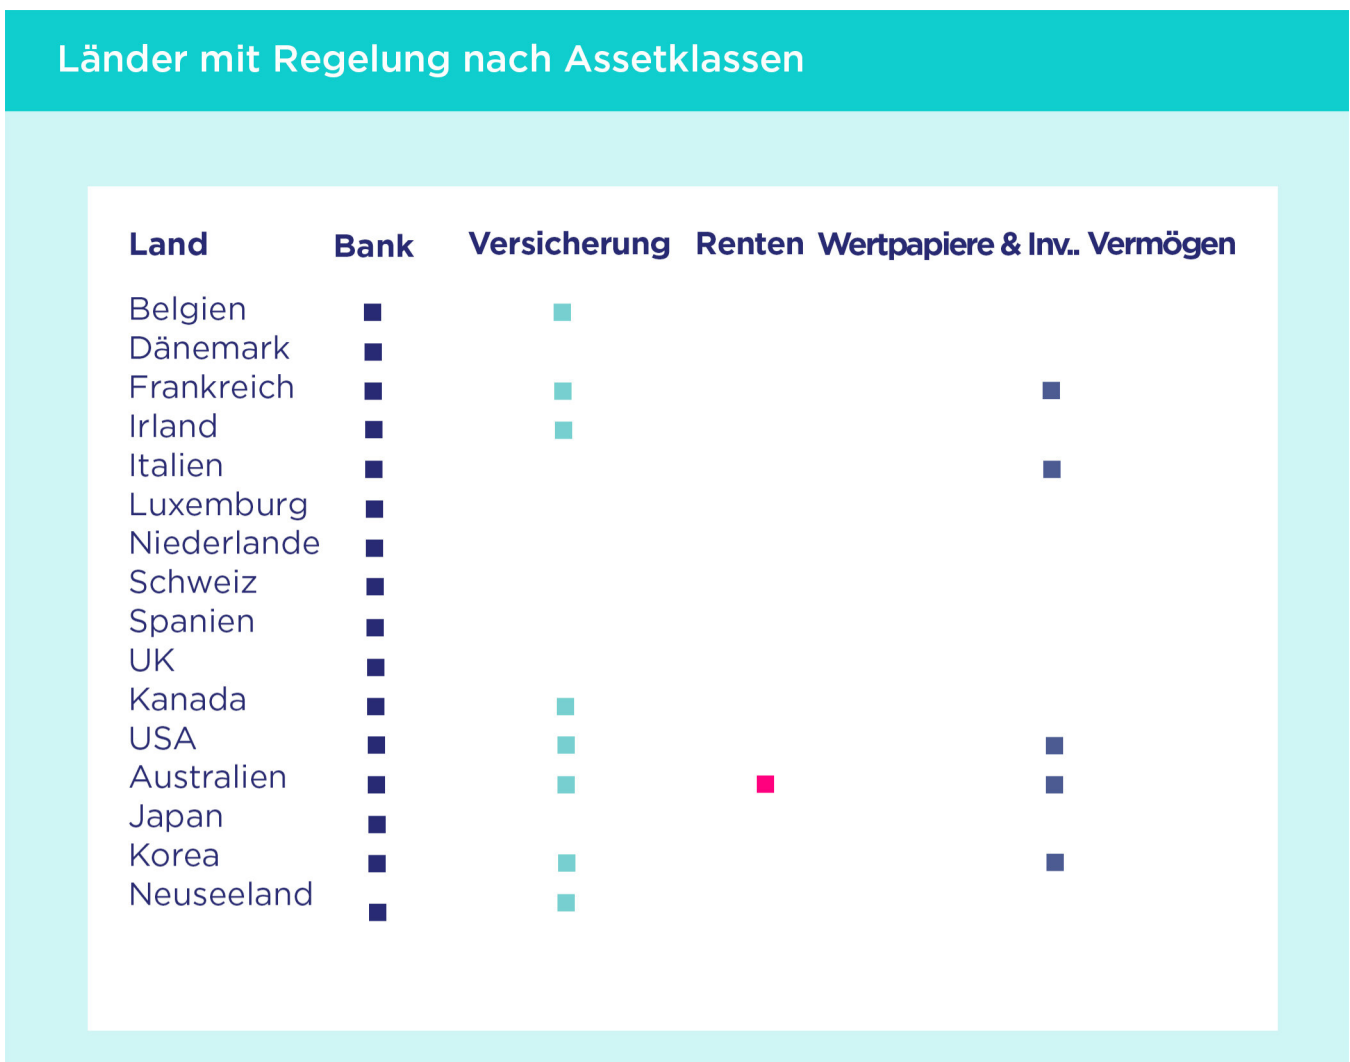 Länder mit Regelung nach Assetklassen
Land Bank Versicherung Renten Wertpapiere & Inv.. Vermögen
Belgien
Dänemark
Frankreich
Irland
Italien
Luxemburg
Niederlande
Schweiz
Spanien
UK
Kanada
USA
Australien
Japan
Korea
Neuseeland